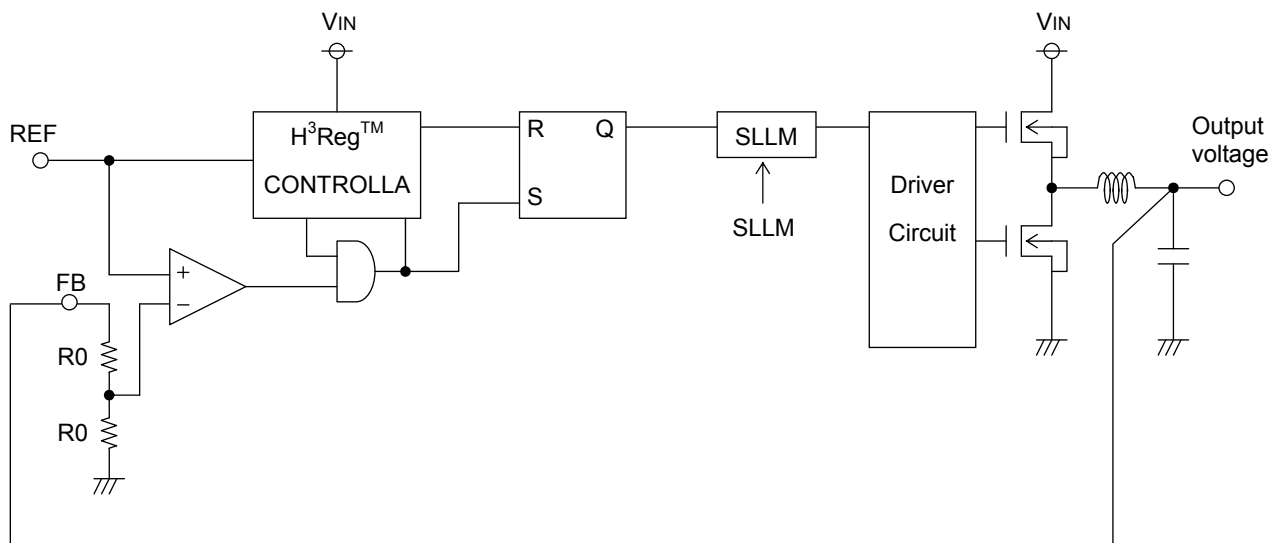 VIN
VIN
REF
H³Reg™
CONTROLLA
R
Q
S
SLLM
SLLM
Driver
Circuit
Output
voltage
FB
+
−
R0
R0